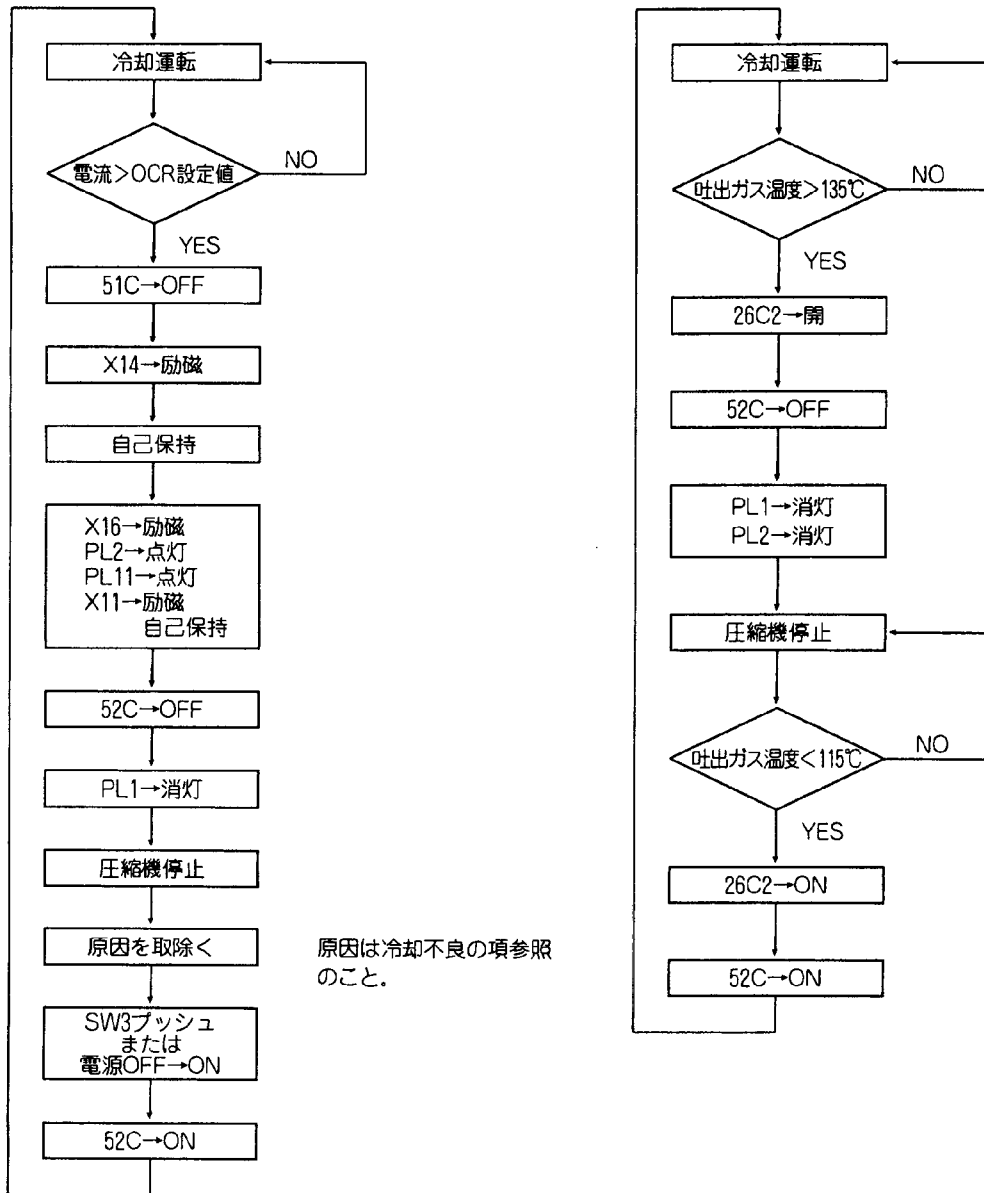 冷却運転
電流>OCR設定値
NO
YES
51C→OFF
X14→励磁
自己保持
X16→励磁
PL2→点灯
PL11→点灯
X11→励磁
自己保持
52C→OFF
PL1→消灯
圧縮機停止
原因を取除く
原因は冷却不良の項参照
のこと。
SW3プッシュ
または
電源OFF→ON
52C→ON
冷却運転
吐出ガス温度>135℃
NO
YES
26C2→開
52C→OFF
PL1→消灯
PL2→消灯
圧縮機停止
吐出ガス温度<115℃
NO
YES
26C2→ON
52C→ON